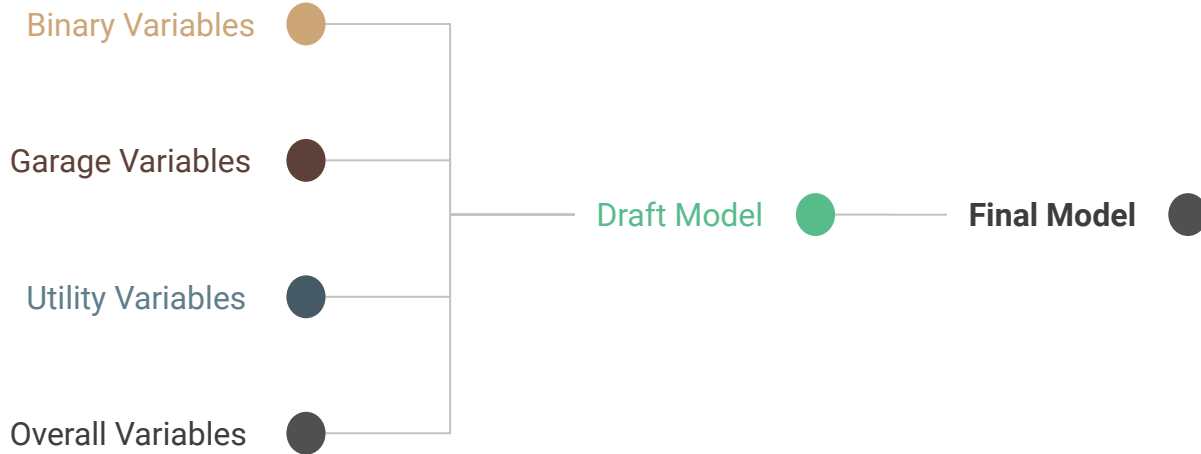 Binary Variables
Garage Variables
Draft Model
Final Model
Utility Variables
Overall Variables